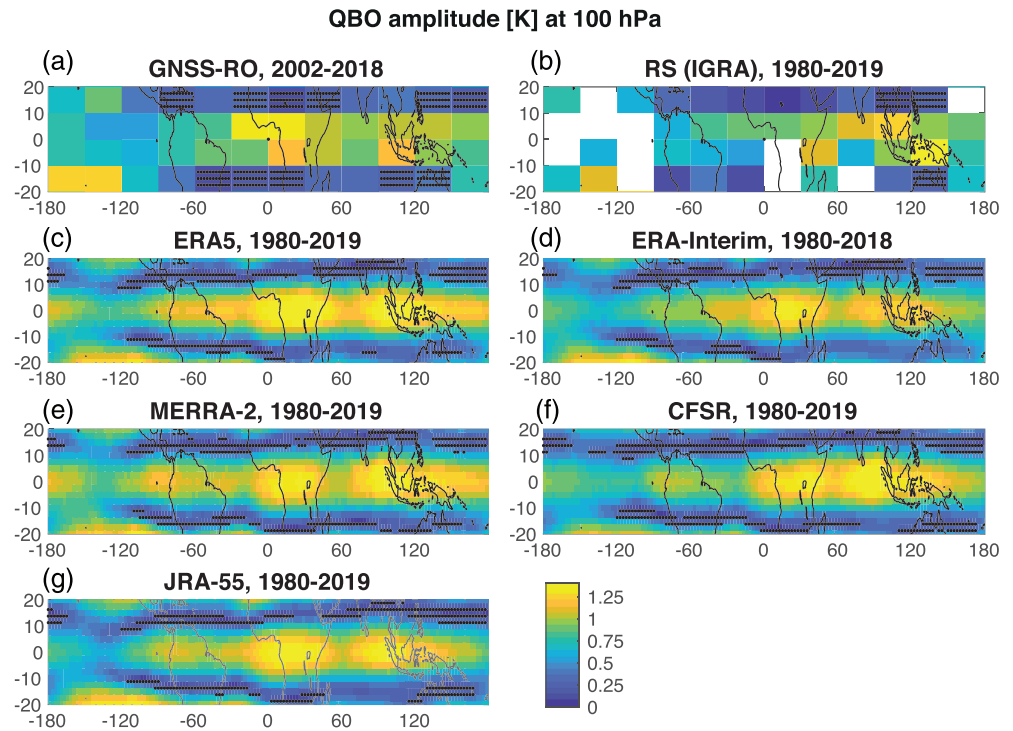 QBO amplitude [K] at 100 hPa
(a) GNSS-RO, 2002-2018
20
10
0
-10
-20
-180 -120 -60 0 60 120
(b) RS (IGRA), 1980-2019
20
10
0
-10
-20
-180 -120 -60 0 60 120 180
(c) ERA5, 1980-2019
20
10
0
-10
-20
-180 -120 -60 0 60 120
(d) ERA-Interim, 1980-2018
20
10
0
-10
-20
-180 -120 -60 0 60 120 180
(e) MERRA-2, 1980-2019
20
10
0
-10
-20
-180 -120 -60 0 60 120
(f) CFSR, 1980-2019
20
10
0
-10
-20
-180 -120 -60 0 60 120 180
(g) JRA-55, 1980-2019
20
10
0
-10
-20
-180 -120 -60 0 60 120
1.25
1
0.75
0.5
0.25
0